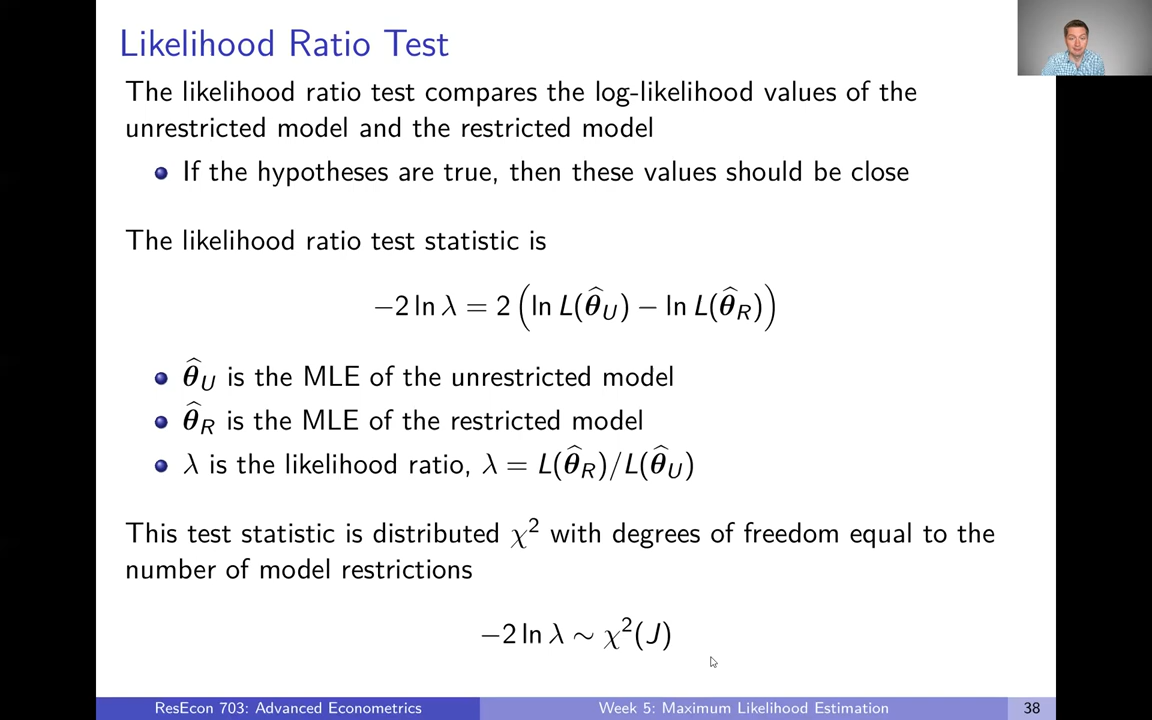 Likelihood Ratio Test
The likelihood ratio test compares the log-likelihood values of the
unrestricted model and the restricted model
If the hypotheses are true, then these values should be close
The likelihood ratio test statistic is
−2 ln λ = 2 (ln L(θ̂_U) − ln L(θ̂_R))
θ̂_U is the MLE of the unrestricted model
θ̂_R is the MLE of the restricted model
λ is the likelihood ratio, λ = L(θ̂_R)/L(θ̂_U)
This test statistic is distributed χ² with degrees of freedom equal to the
number of model restrictions
−2 ln λ ∼ χ²(J)
ResEcon 703: Advanced Econometrics
Week 5: Maximum Likelihood Estimation
38